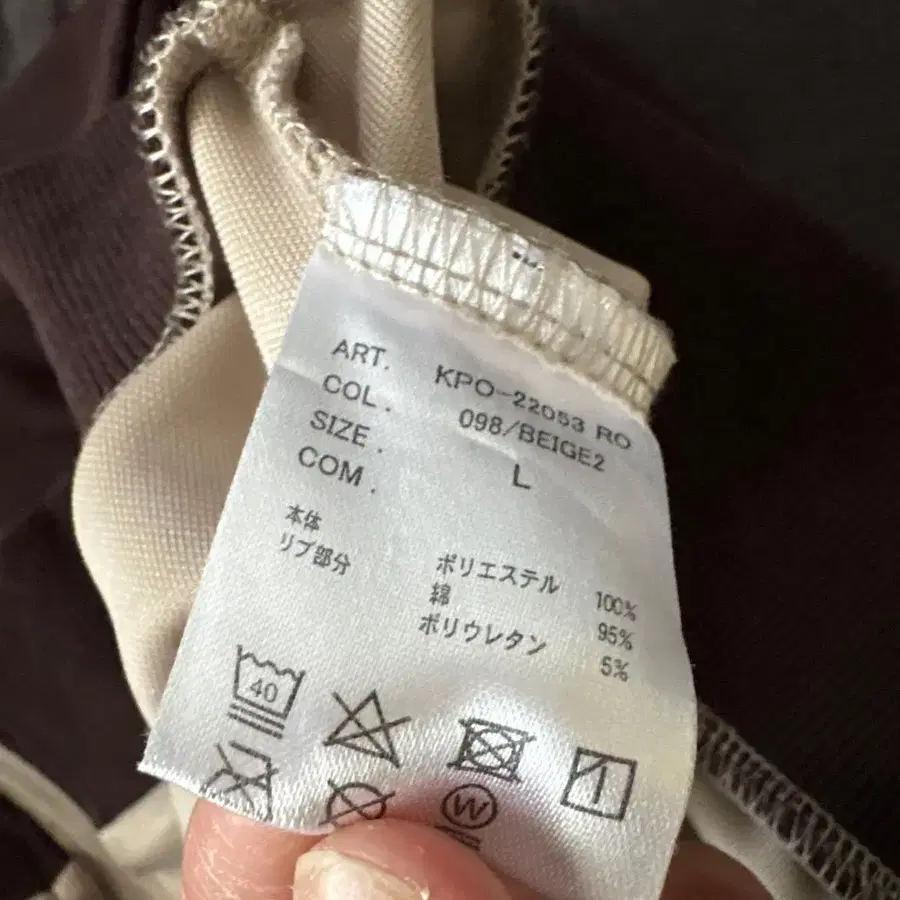 ART. KPO-22053 RO
COL. 098/BEIGE2
SIZE. L
COM.
本体 ポリエステル 100%
リブ部分 綿 95%
ポリウレタン 5%
40
W